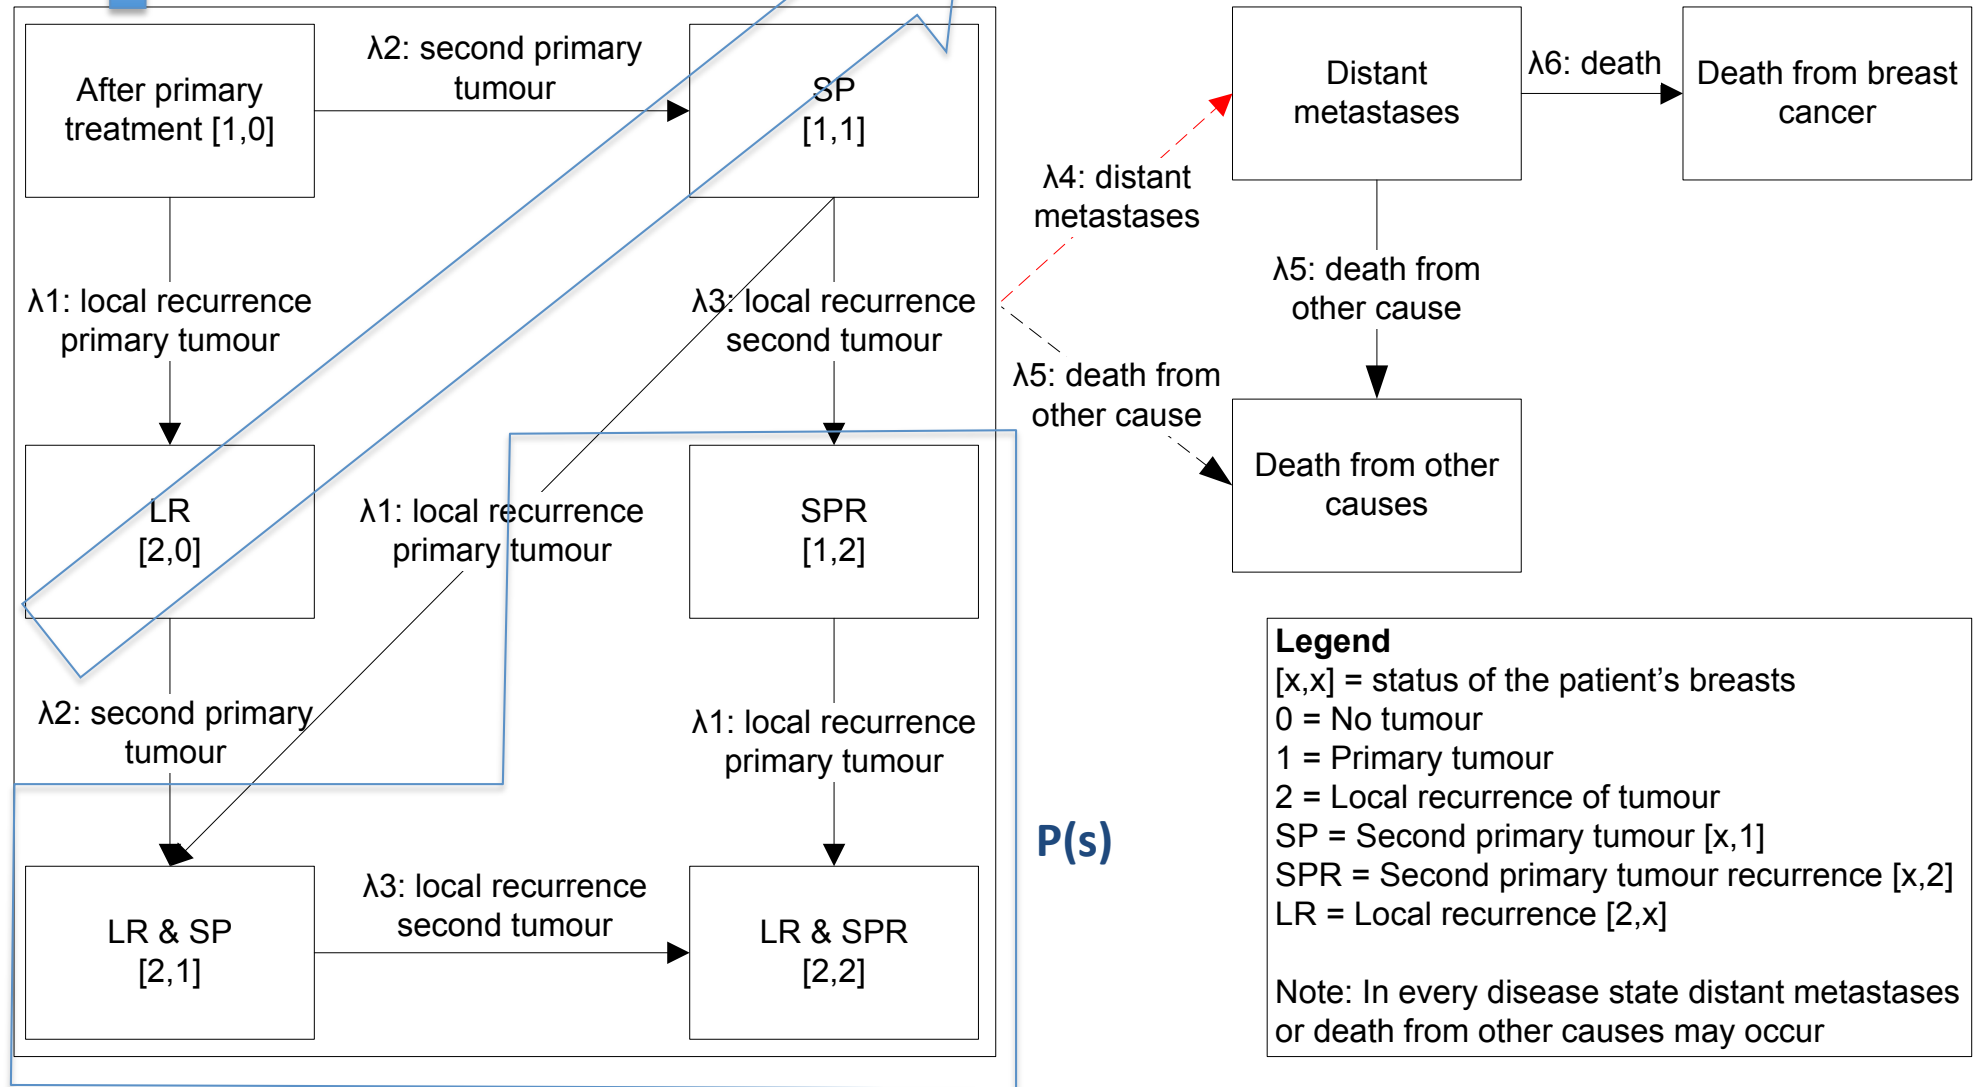 After primary
treatment [1,0]
λ2: second primary
tumour
SP
[1,1]
λ1: local recurrence
primary tumour
λ3: local recurrence
second tumour
LR
[2,0]
λ1: local recurrence
primary tumour
SPR
[1,2]
λ2: second primary
tumour
λ1: local recurrence
primary tumour
LR & SP
[2,1]
λ3: local recurrence
second tumour
LR & SPR
[2,2]
P(s)
λ4: distant
metastases
λ5: death from
other cause
Distant
metastases
λ6: death
Death from breast
cancer
λ5: death from
other cause
Death from other
causes
Legend
[x,x] = status of the patient’s breasts
0 = No tumour
1 = Primary tumour
2 = Local recurrence of tumour
SP = Second primary tumour [x,1]
SPR = Second primary tumour recurrence [x,2]
LR = Local recurrence [2,x]
Note: In every disease state distant metastases
or death from other causes may occur